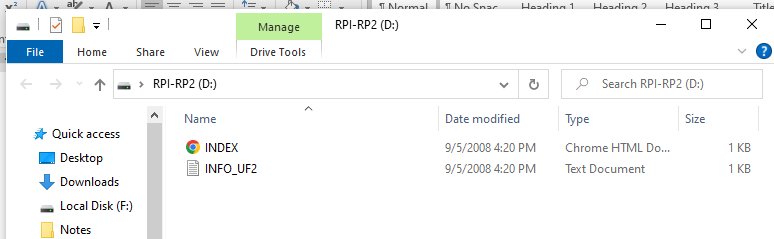 ¶ Normal ¶ No Spac... Heading 1 Heading 2 Heading 3 Title
Manage RPI-RP2 (D:)
File Home Share View Drive Tools
RPI-RP2 (D:) Search RPI-RP2 (D:)
Name Date modified Type Size
Quick access
INDEX 9/5/2008 4:20 PM Chrome HTML Do... 1 KB
Desktop
INFO_UF2 9/5/2008 4:20 PM Text Document 1 KB
Downloads
Local Disk (F:)
Notes